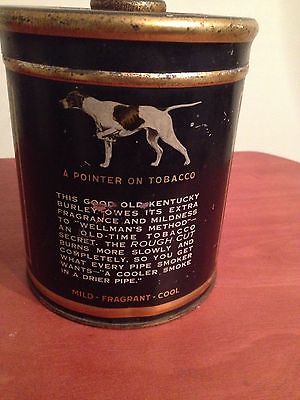 A POINTER ON TOBACCO
THIS GOOD OLD KENTUCKY
BURLEY OWES ITS EXTRA
FRAGRANCE AND MILDNESS
TO WELLMAN'S METHOD—
AN OLD-TIME TOBACCO
SECRET. THE ROUGH CUT
BURNS MORE SLOWLY AND
COMPLETELY, SO YOU GET
WHAT EVERY PIPE SMOKER
WANTS—"A COOLER SMOKE
IN A DRIER PIPE."
MILD - FRAGRANT - COOL